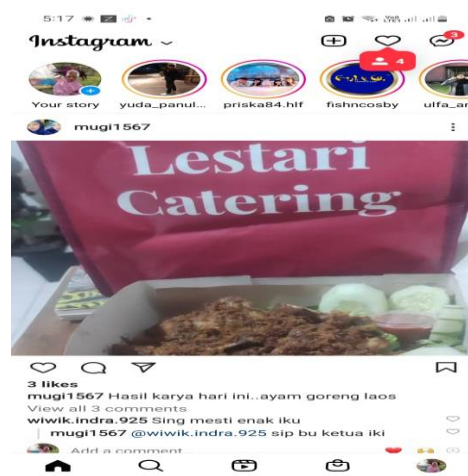 5:17
Instagram
3
4
Your story
yuda_panul...
priska84.hlf
fishncosby
ulfa_ar
mugi1567
Lestari
Catering
3 likes
mugi1567 Hasil karya hari ini..ayam goreng laos
View all 3 comments
wiwik.indra.925 Sing mesti enak iku
mugi1567 @wiwik.indra.925 sip bu ketua iki
Add a comment...